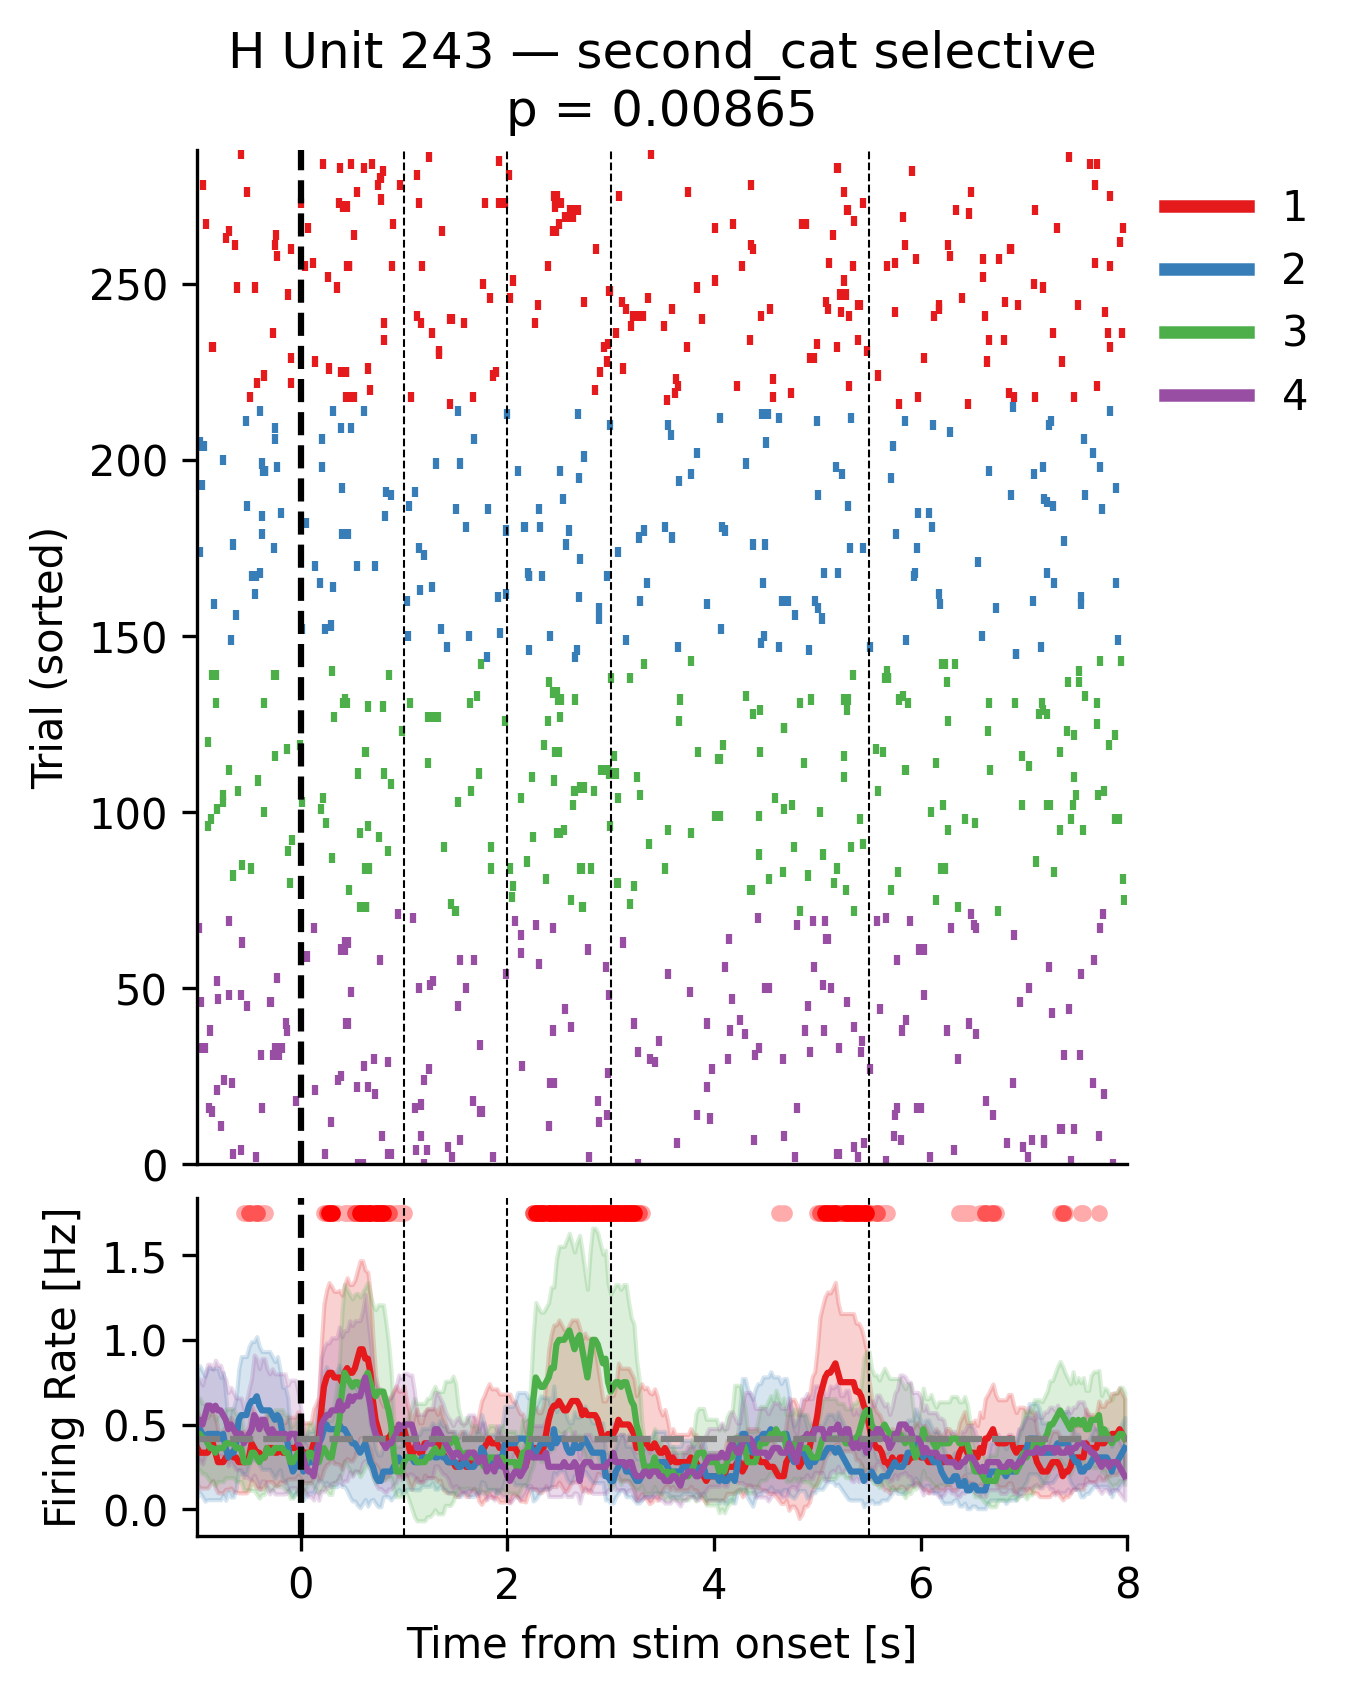 H Unit 243 — second_cat selective
p = 0.00865
1
2
3
4
250
200
150
100
50
0
Trial (sorted)
1.5
1.0
0.5
0.0
Firing Rate [Hz]
0 2 4 6 8
Time from stim onset [s]